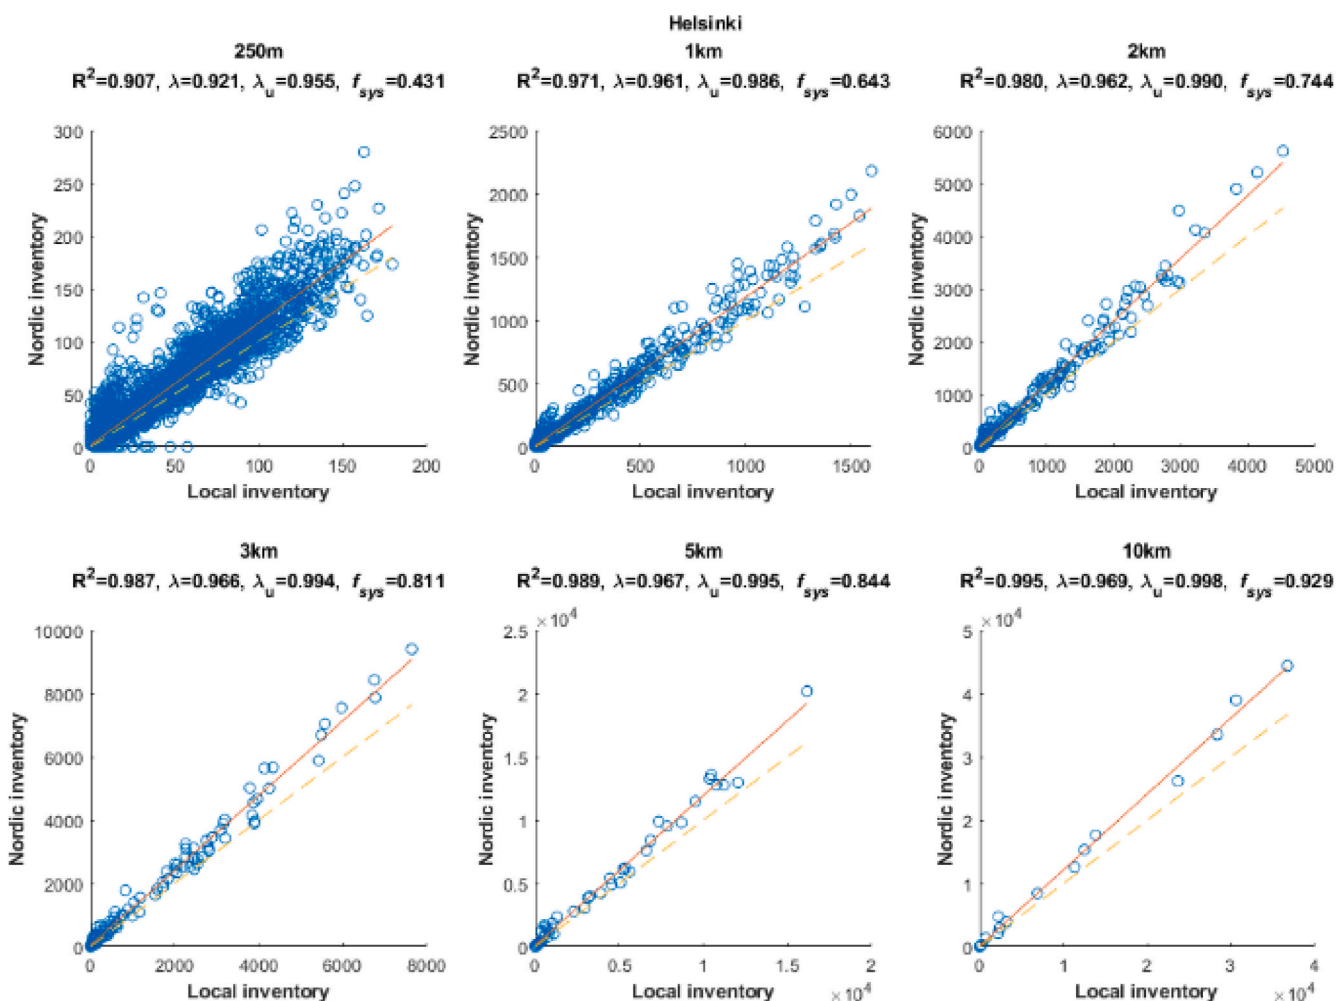 Helsinki
250m
R²=0.907, λ=0.921, λᵤ=0.955, f_sys=0.431
300
250
200
150
100
50
0
Nordic inventory
0 50 100 150 200
Local inventory
1km
R²=0.971, λ=0.961, λᵤ=0.986, f_sys=0.643
2500
2000
1500
1000
500
0
Nordic inventory
0 500 1000 1500
Local inventory
2km
R²=0.980, λ=0.962, λᵤ=0.990, f_sys=0.744
6000
5000
4000
3000
2000
1000
0
Nordic inventory
0 1000 2000 3000 4000 5000
Local inventory
3km
R²=0.987, λ=0.966, λᵤ=0.994, f_sys=0.811
10000
8000
6000
4000
2000
0
Nordic inventory
0 2000 4000 6000 8000
Local inventory
5km
R²=0.989, λ=0.967, λᵤ=0.995, f_sys=0.844
×10⁴
2.5
2
1.5
1
0.5
0
Nordic inventory
0 0.5 1 1.5 2
Local inventory
×10⁴
10km
R²=0.995, λ=0.969, λᵤ=0.998, f_sys=0.929
×10⁴
5
4
3
2
1
0
Nordic inventory
0 1 2 3 4
Local inventory
×10⁴